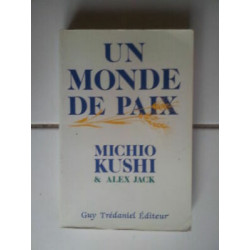 UN
MONDE
DE PAIX
MICHIO
KUSHI
& ALEX JACK
Guy Trédaniel Éditeur